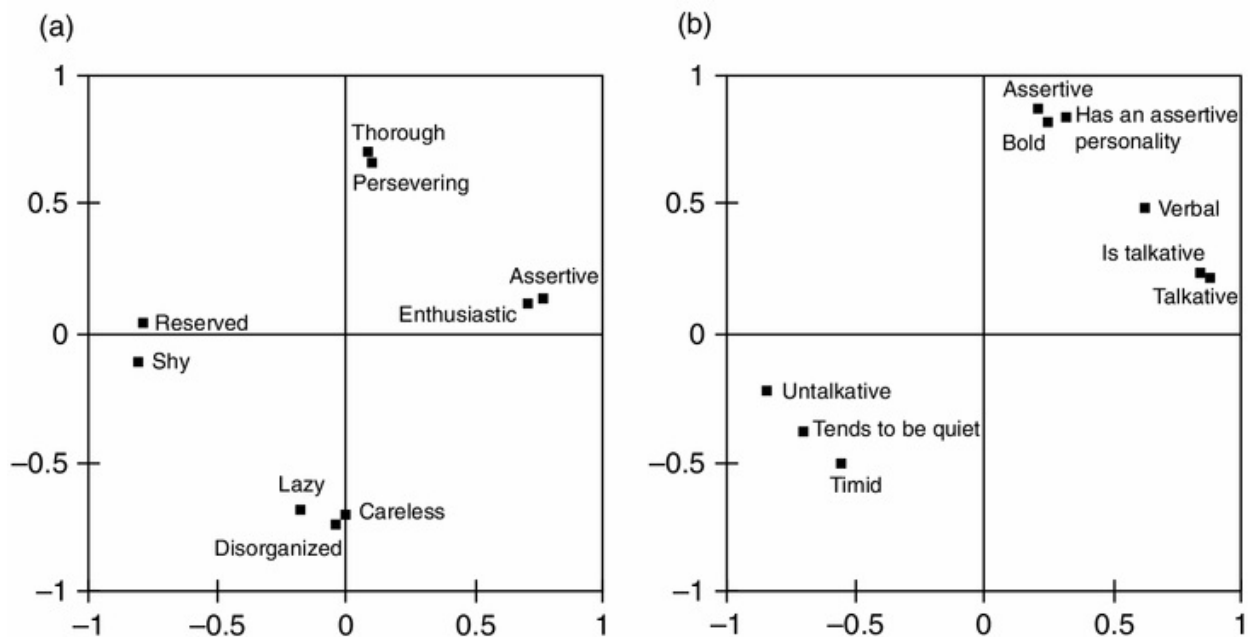 (a)
1
0.5
0
−0.5
−1
−1
−0.5
0
0.5
1
Thorough
Persevering
Assertive
Enthusiastic
Reserved
Shy
Lazy
Careless
Disorganized
(b)
1
0.5
0
−0.5
−1
−1
−0.5
0
0.5
1
Assertive
Has an assertive
personality
Bold
Verbal
Is talkative
Talkative
Untalkative
Tends to be quiet
Timid